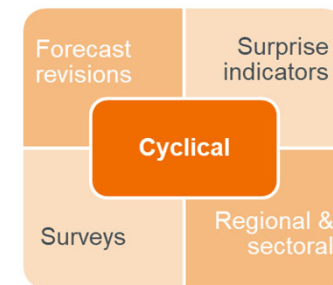 Forecast
revisions
Surprise
indicators
Cyclical
Surveys
Regional &
sectoral